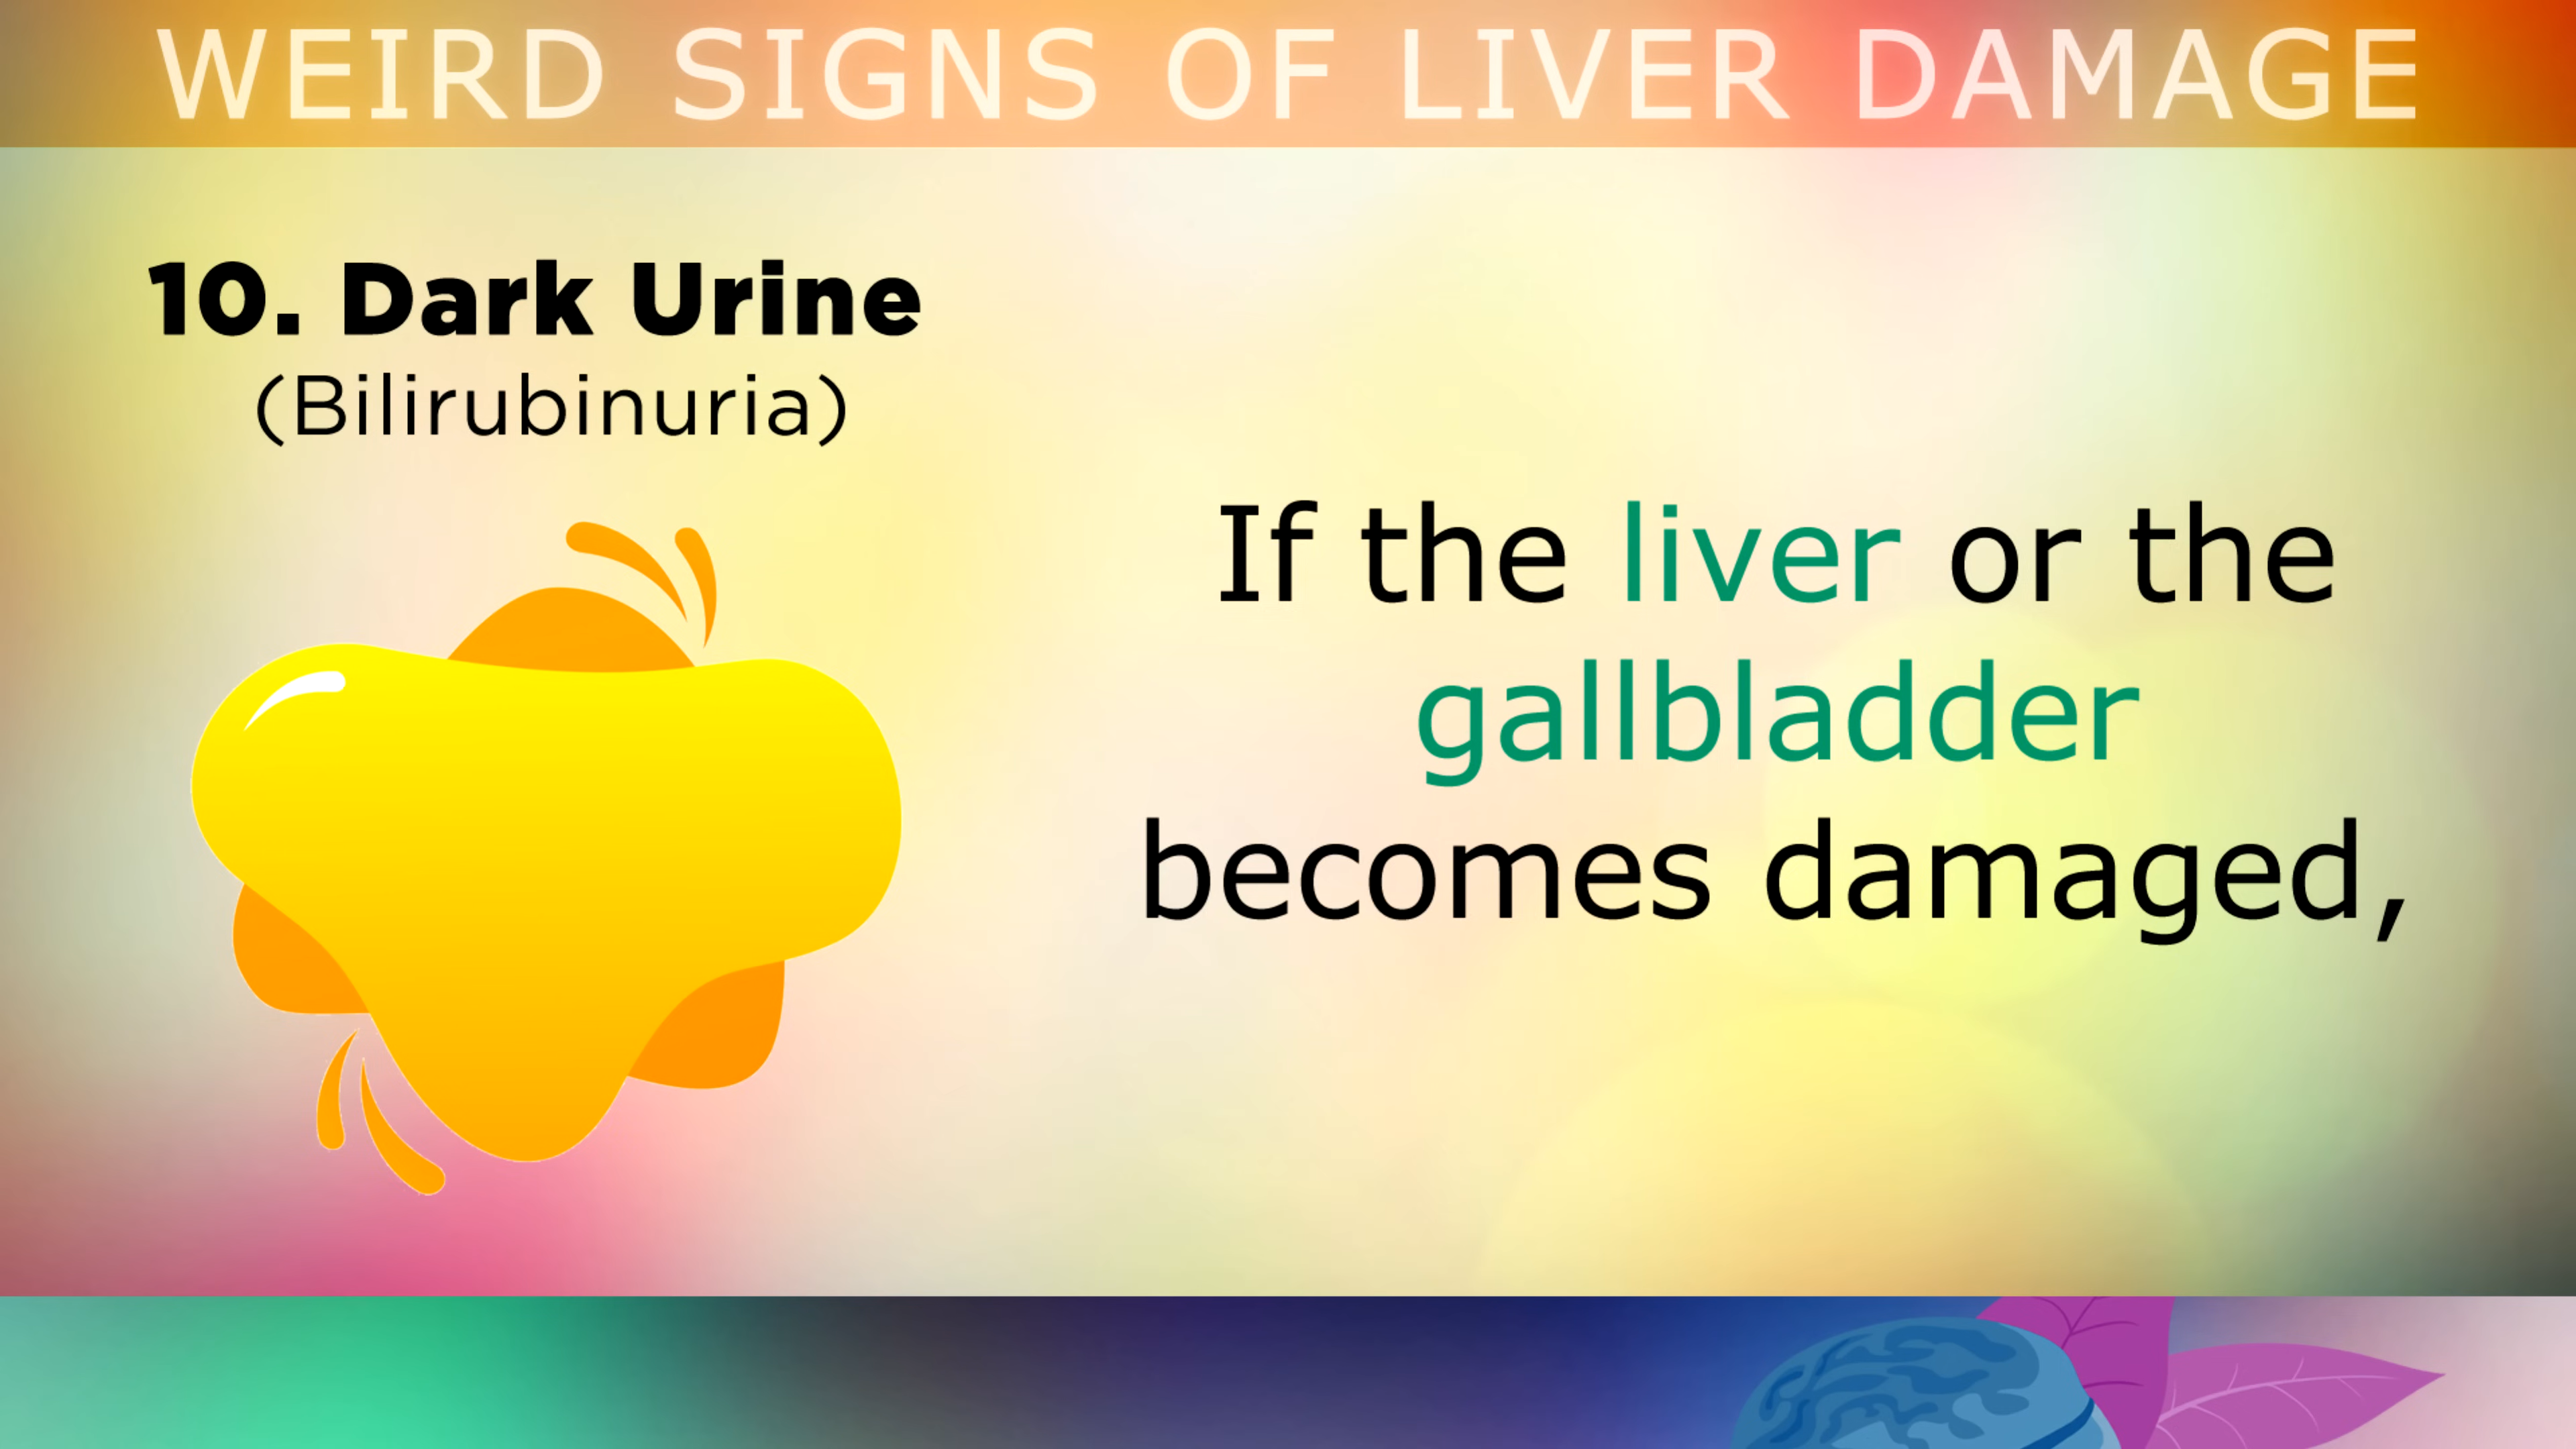 WEIRD SIGNS OF LIVER DAMAGE
10. Dark Urine
(Bilirubinuria)
If the liver or the
gallbladder
becomes damaged,